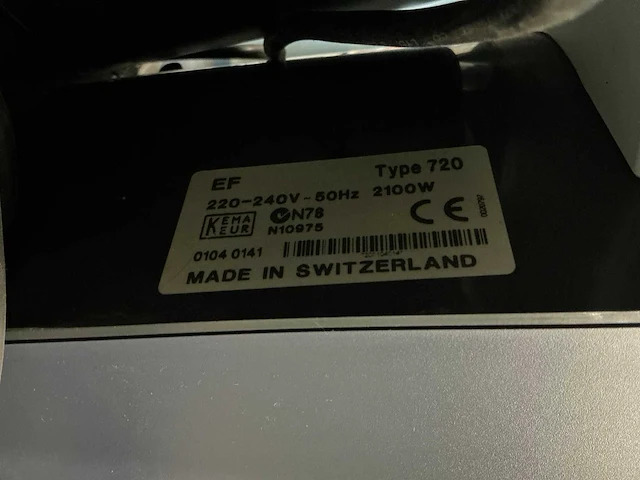 EF Type 720
220-240V~50Hz 2100W
KEMA KEUR N78 CE
N10975
0104 0141
MADE IN SWITZERLAND